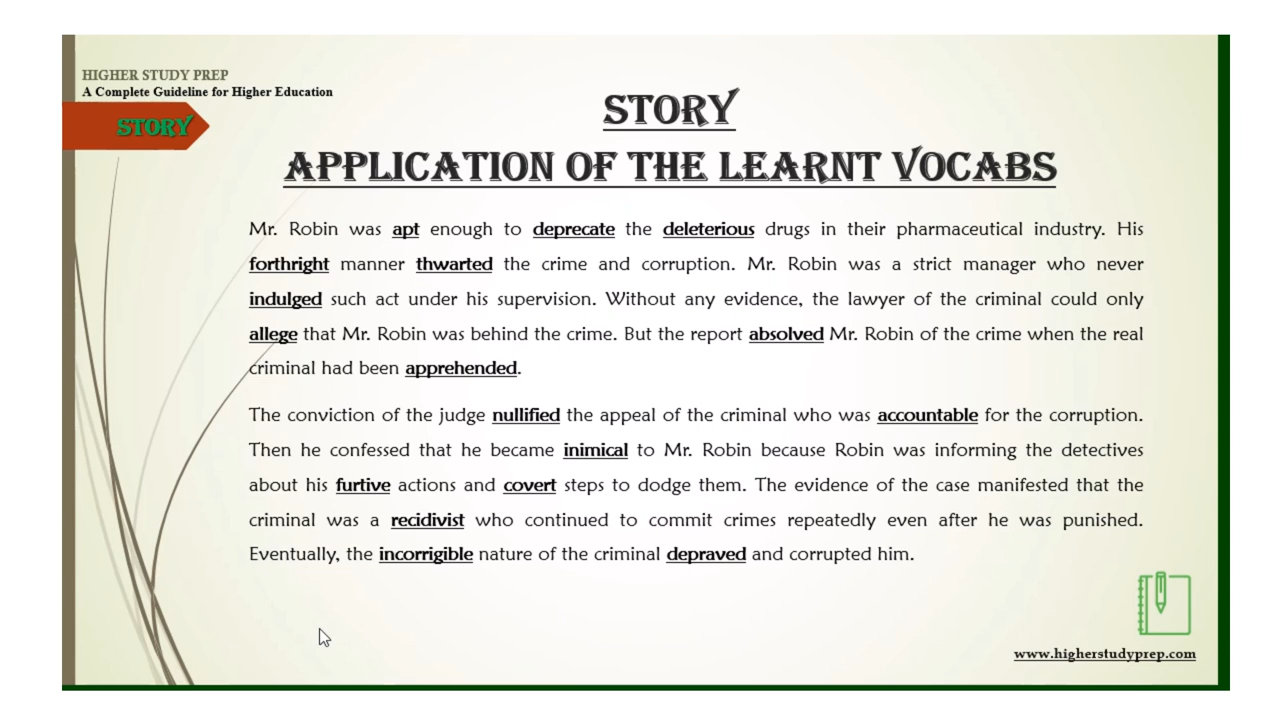 HIGHER STUDY PREP
A Complete Guideline for Higher Education
STORY
STORY
APPLICATION OF THE LEARNT VOCABS
Mr. Robin was apt enough to deprecate the deleterious drugs in their pharmaceutical industry. His
forthright manner thwarted the crime and corruption. Mr. Robin was a strict manager who never
indulged such act under his supervision. Without any evidence, the lawyer of the criminal could only
allege that Mr. Robin was behind the crime. But the report absolved Mr. Robin of the crime when the real
criminal had been apprehended.
The conviction of the judge nullified the appeal of the criminal who was accountable for the corruption.
Then he confessed that he became inimical to Mr. Robin because Robin was informing the detectives
about his furtive actions and covert steps to dodge them. The evidence of the case manifested that the
criminal was a recidivist who continued to commit crimes repeatedly even after he was punished.
Eventually, the incorrigible nature of the criminal depraved and corrupted him.
www.higherstudyprep.com